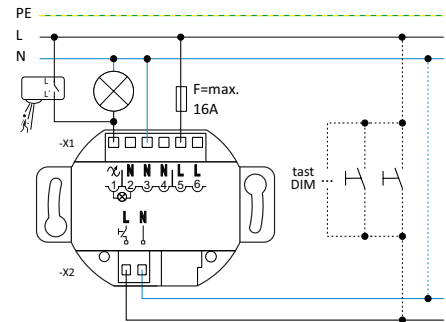 PE
L
N
L
L'
F=max.
16A
-X1
N N N L L
1 2 3 4 5 6
L N
-X2
tast
DIM